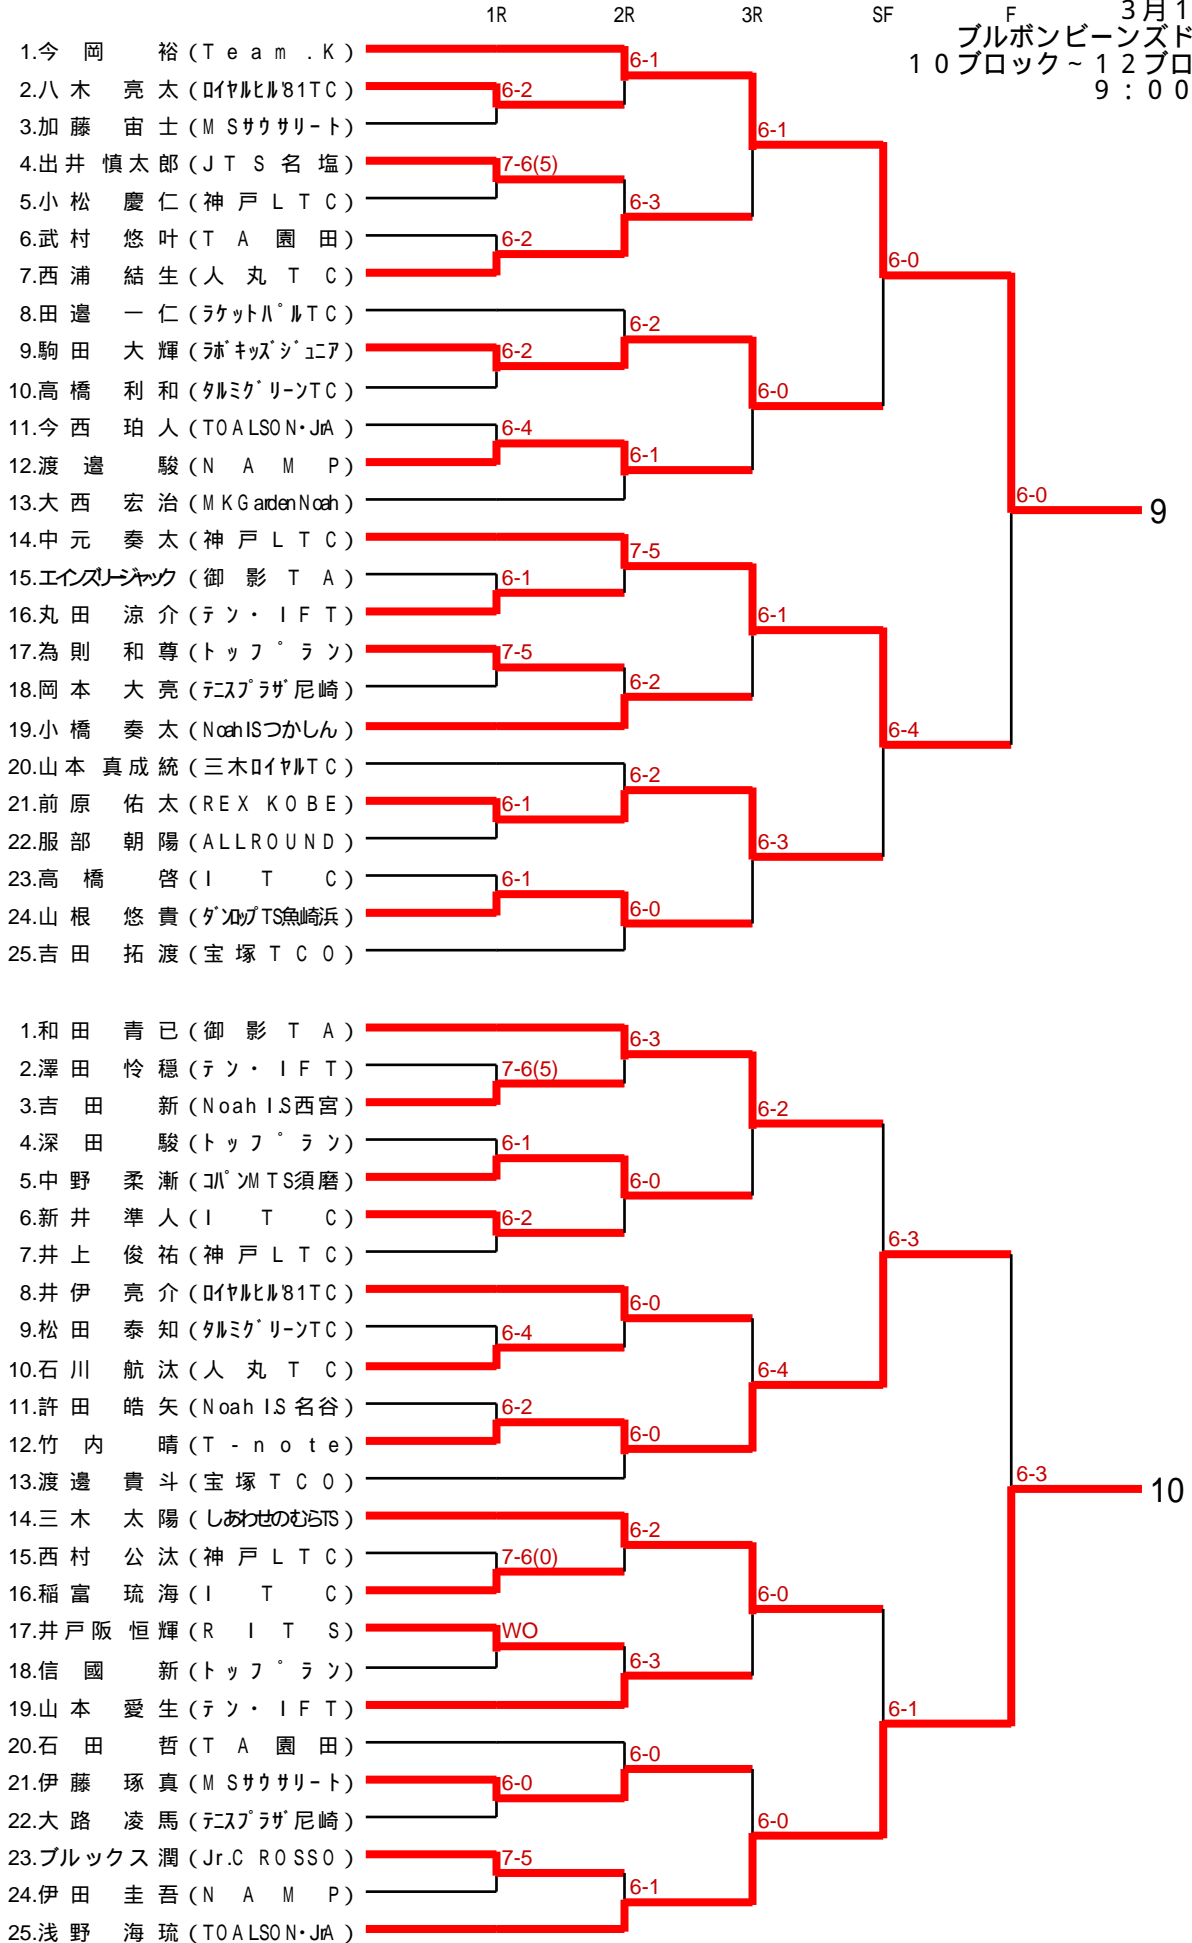 1R 2R 3R SF F 3月1
ブルボンビーンズド
10ブロック~12ブロ
9:00
1.今岡 裕(Team .K) 6-1
2.八木 亮太(ロイヤルヒル'81TC) 6-2
3.加藤 宙士(MSサウサリート) 6-1
4.出井 慎太郎(JTS名塩) 7-6(5)
5.小松 慶仁(神戸LTC) 6-3
6.武村 悠叶(TA園田) 6-2
7.西浦 結生(人丸TC) 6-0
8.田邉 一仁(ラケットパルTC) 6-2
9.駒田 大輝(ラボキッズジュニア) 6-2
10.高橋 利和(タルミグリーンTC) 6-0
11.今西 珀人(TOALSON・JrA) 6-4
12.渡邉 駿(NAMP) 6-1
13.大西 宏治(MKGardenNoah) 6-0 9
14.中元 奏太(神戸LTC) 7-5
15.エインズリージャック(御影TA) 6-1
16.丸田 涼介(テン・IFT) 6-1
17.為則 和尊(トップラン) 7-5
18.岡本 大亮(テニスプラザ尼崎) 6-2
19.小橋 奏太(NoahISつかしん) 6-4
20.山本 真成統(三木ロイヤルTC) 6-2
21.前原 佑太(REX KOBE) 6-1
22.服部 朝陽(ALLROUND) 6-3
23.高橋 啓(ITC) 6-1
24.山根 悠貴(ダンロップTS魚崎浜) 6-0
25.吉田 拓渡(宝塚TCO)
1.和田 青已(御影TA) 6-3
2.澤田 怜穏(テン・IFT) 7-6(5)
3.吉田 新(Noah I.S西宮) 6-2
4.深田 駿(トップラン) 6-1
5.中野 柔漸(コパンMTS須磨) 6-0
6.新井 準人(ITC) 6-2
7.井上 俊祐(神戸LTC) 6-3
8.井伊 亮介(ロイヤルヒル'81TC) 6-0
9.松田 泰知(タルミグリーンTC) 6-4
10.石川 航汰(人丸TC) 6-4
11.許田 皓矢(Noah I.S 名谷) 6-2
12.竹内 晴(T-note) 6-0
13.渡邊 貴斗(宝塚TCO) 6-3 10
14.三木 太陽(しあわせのむらTS) 6-2
15.西村 公汰(神戸LTC) 7-6(0)
16.稲富 琉海(ITC) 6-0
17.井戸阪 恒輝(RITS) WO
18.信國 新(トップラン) 6-3
19.山本 愛生(テン・IFT) 6-1
20.石田 哲(TA園田) 6-0
21.伊藤 琢真(MSサウサリート) 6-0
22.大路 凌馬(テニスプラザ尼崎) 6-0
23.ブルックス潤(Jr.C ROSSO) 7-5
24.伊田 圭吾(NAMP) 6-1
25.浅野 海琉(TOALSON・JrA)